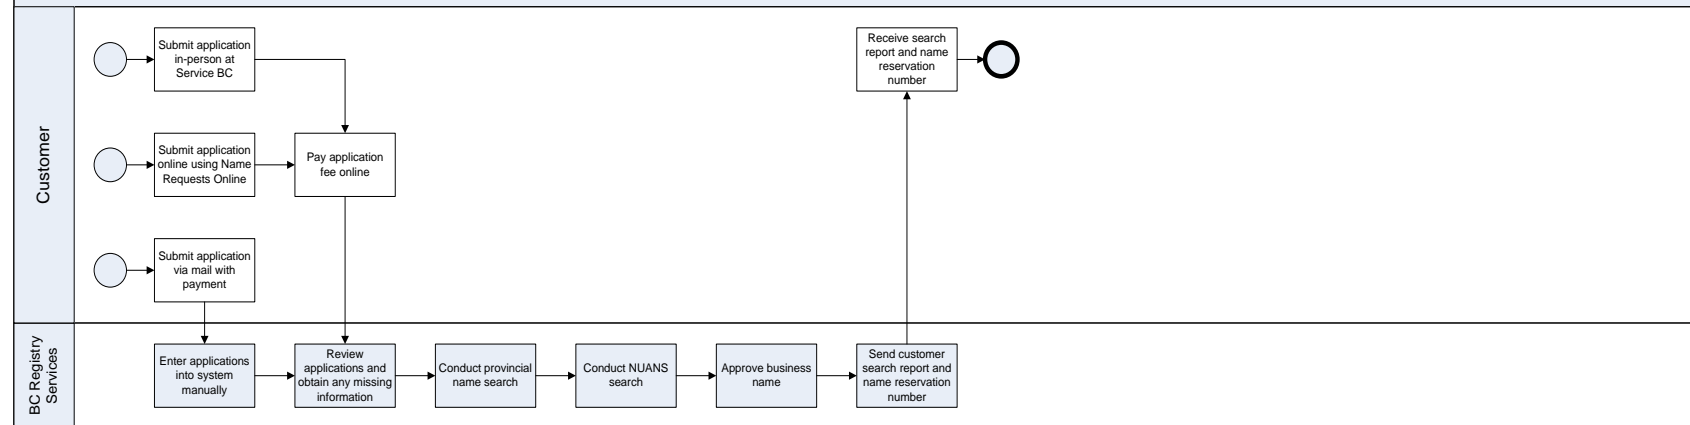 Customer
Submit application
in-person at
Service BC
Receive search
report and name
reservation
number
Submit application
online using Name
Requests Online
Pay application
fee online
Submit application
via mail with
payment
BC Registry
Services
Enter applications
into system
manually
Review
applications and
obtain any missing
information
Conduct provincial
name search
Conduct NUANS
search
Approve business
name
Send customer
search report and
name reservation
number